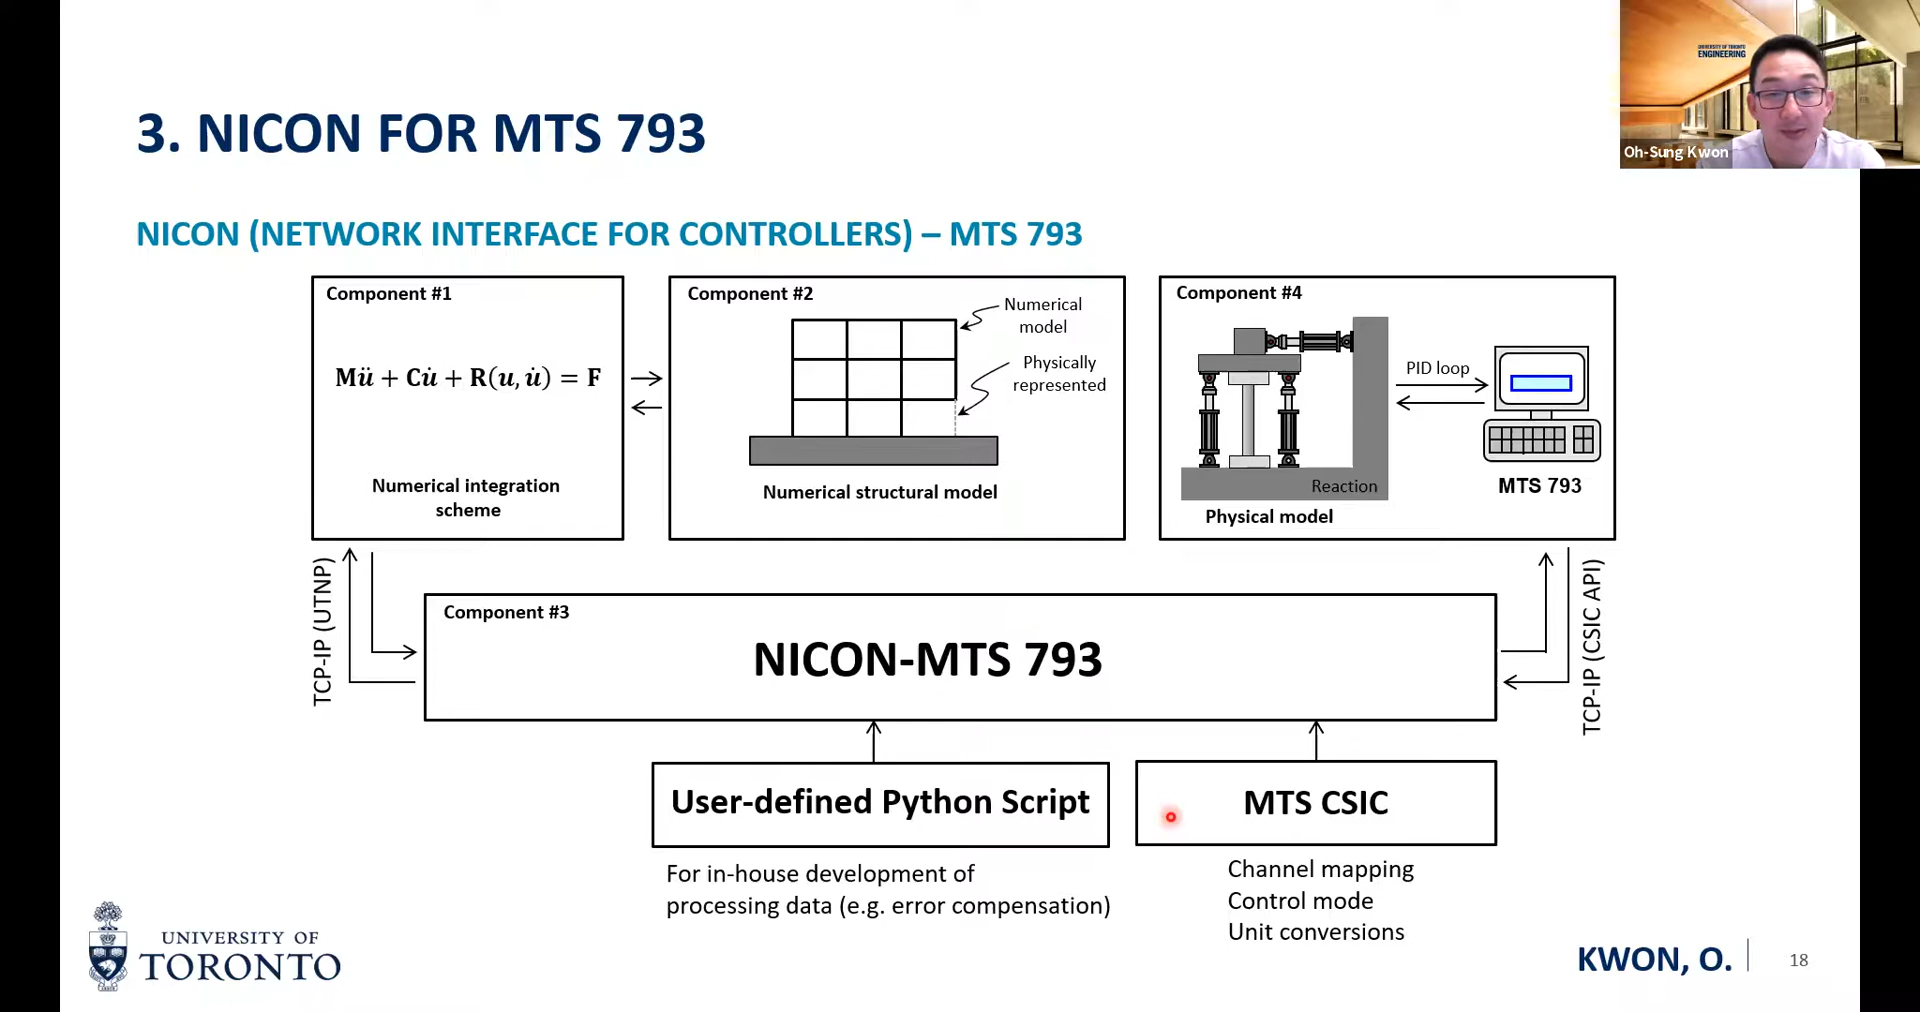 UNIVERSITY OF TORONTO
ENGINEERING
Oh-Sung Kwon
3. NICON FOR MTS 793
NICON (NETWORK INTERFACE FOR CONTROLLERS) – MTS 793
Component #1
Mü + Cu̇ + R(u, u̇) = F
Numerical integration
scheme
Component #2
Numerical
model
Physically
represented
Numerical structural model
Component #4
PID loop
Reaction
MTS 793
Physical model
TCP-IP (UTNP)
Component #3
NICON-MTS 793
TCP-IP (CSIC API)
User-defined Python Script
For in-house development of
processing data (e.g. error compensation)
MTS CSIC
Channel mapping
Control mode
Unit conversions
UNIVERSITY OF
TORONTO
KWON, O.
18